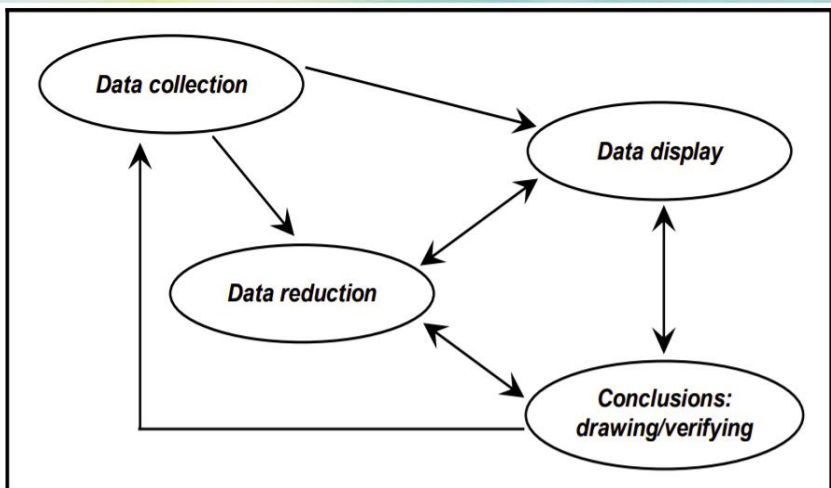 Data collection
Data display
Data reduction
Conclusions:
drawing/verifying